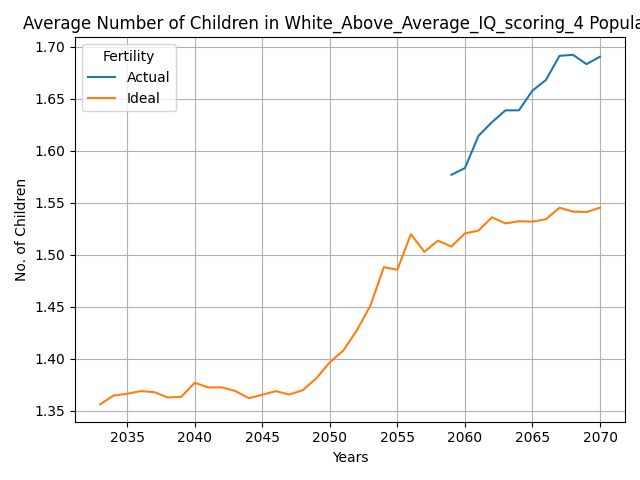 Average Number of Children in White_Above_Average_IQ_scoring_4 Popula
Fertility
Actual
Ideal
1.70
1.65
1.60
1.55
1.50
1.45
1.40
1.35
No. of Children
2035 2040 2045 2050 2055 2060 2065 2070
Years